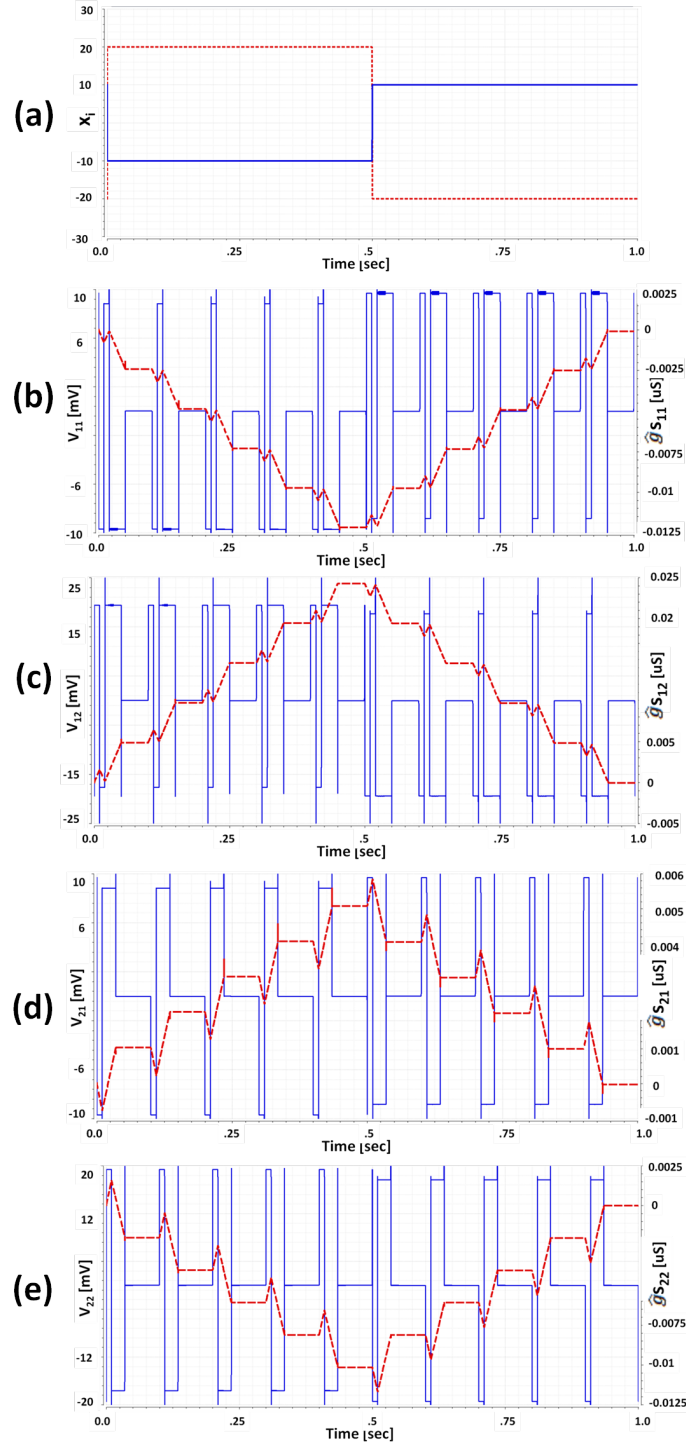 (a)
x_i
30
20
10
-10
-20
-30
0.0 .25 .5 .75 1.0
Time [sec]
(b)
V_11 [mV]
10
6
-6
-10
0.0025
0
-0.0025
-0.0075
-0.01
-0.0125
ĝs_11 [uS]
0.0 .25 .5 .75 1.0
Time [sec]
(c)
V_12 [mV]
25
15
-15
-25
0.025
0.02
0.005
0
-0.005
ĝs_12 [uS]
0.0 .25 .5 .75 1.0
Time [sec]
(d)
V_21 [mV]
10
6
-6
-10
0.006
0.005
0.004
0.001
0
-0.001
ĝs_21 [uS]
0.0 .25 .5 .75 1.0
Time [sec]
(e)
V_22 [mV]
20
12
-12
-20
0.0025
0
-0.0075
-0.01
-0.0125
ĝs_22 [uS]
0.0 .25 .5 .75 1.0
Time [sec]